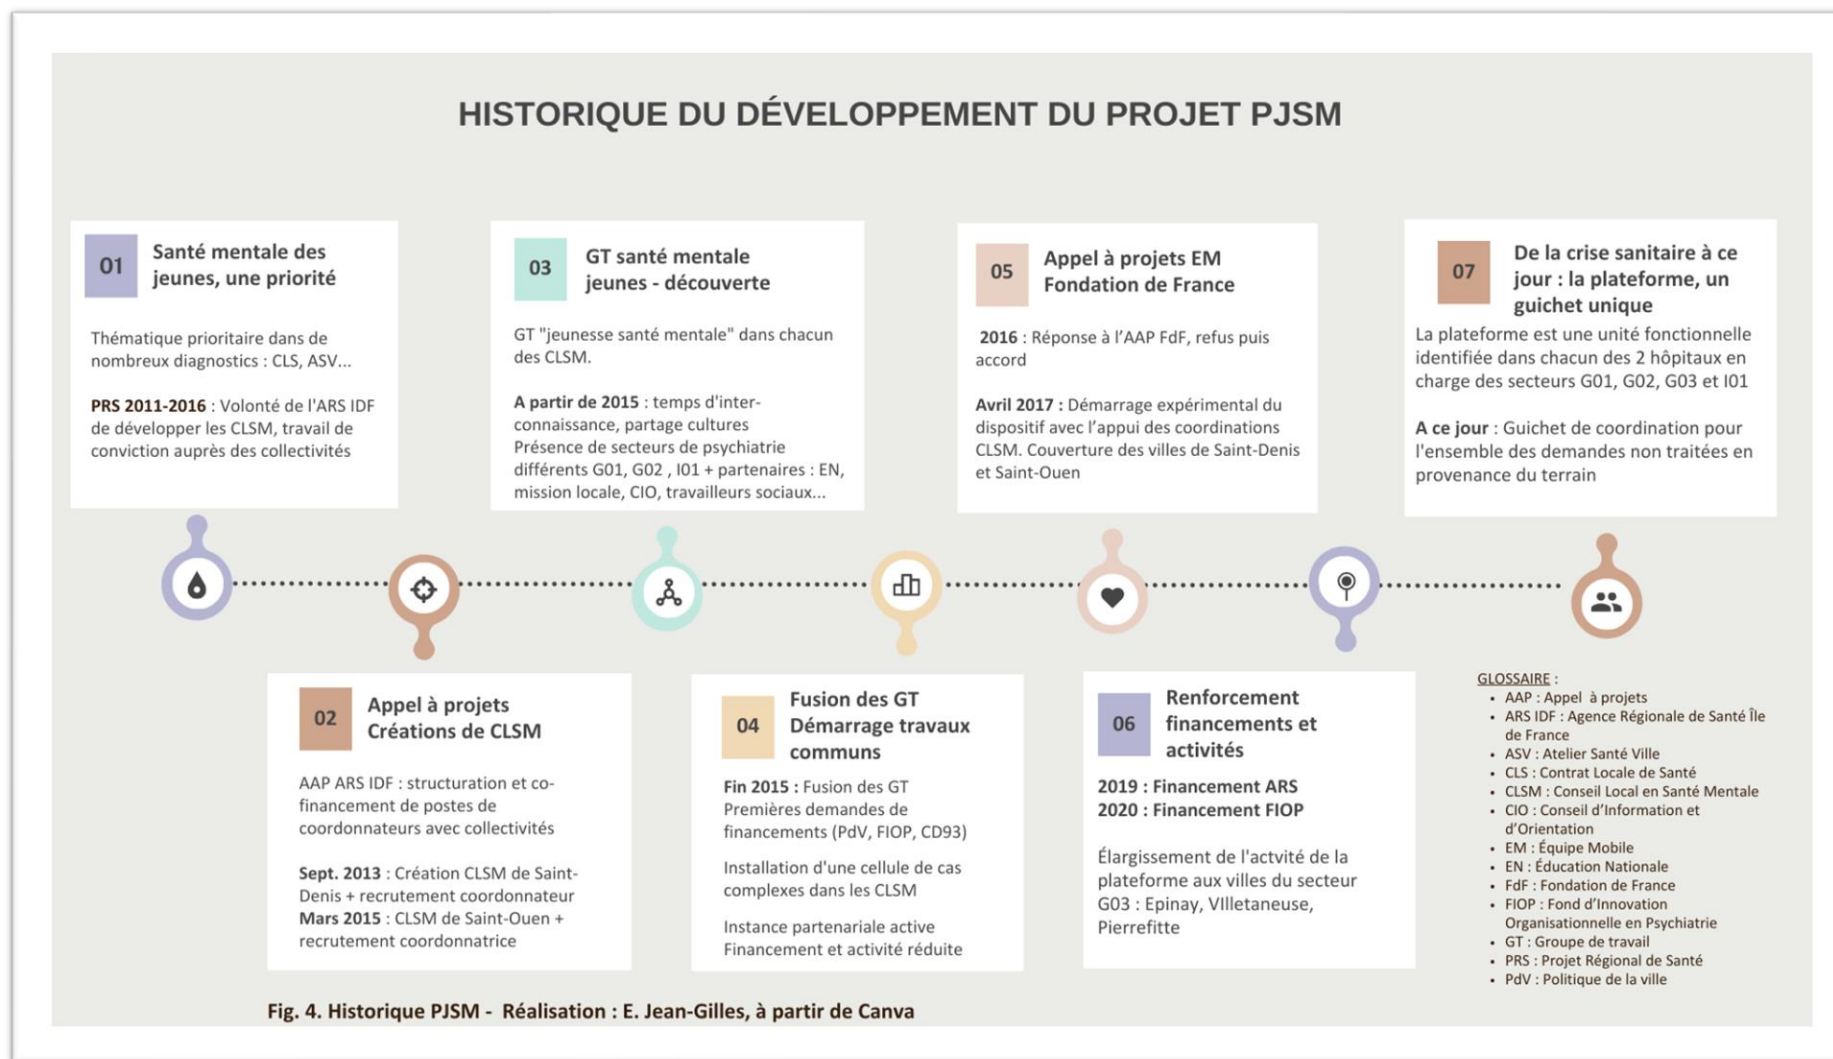 HISTORIQUE DU DÉVELOPPEMENT DU PROJET PJSM
01
Santé mentale des
jeunes, une priorité
Thématique prioritaire dans de
nombreux diagnostics : CLS, ASV...
PRS 2011-2016 : Volonté de l'ARS IDF
de développer les CLSM, travail de
conviction auprès des collectivités
02
Appel à projets
Créations de CLSM
AAP ARS IDF : structuration et co-
financement de postes de
coordonnateurs avec collectivités
Sept. 2013 : Création CLSM de Saint-
Denis + recrutement coordonnateur
Mars 2015 : CLSM de Saint-Ouen +
recrutement coordonnatrice
03
GT santé mentale
jeunes - découverte
GT "jeunesse santé mentale" dans chacun
des CLSM.
A partir de 2015 : temps d'inter-
connaissance, partage cultures
Présence de secteurs de psychiatrie
différents G01, G02 , I01 + partenaires : EN,
mission locale, CIO, travailleurs sociaux...
04
Fusion des GT
Démarrage travaux
communs
Fin 2015 : Fusion des GT
Premières demandes de
financements (PdV, FIOP, CD93)
Installation d'une cellule de cas
complexes dans les CLSM
Instance partenariale active
Financement et activité réduite
05
Appel à projets EM
Fondation de France
2016 : Réponse à l’AAP FdF, refus puis
accord
Avril 2017 : Démarrage expérimental du
dispositif avec l’appui des coordinations
CLSM. Couverture des villes de Saint-Denis
et Saint-Ouen
06
Renforcement
financements et
activités
2019 : Financement ARS
2020 : Financement FIOP
Élargissement de l'actvité de la
plateforme aux villes du secteur
G03 : Epinay, VIlletaneuse,
Pierrefitte
07
De la crise sanitaire à ce
jour : la plateforme, un
guichet unique
La plateforme est une unité fonctionnelle
identifiée dans chacun des 2 hôpitaux en
charge des secteurs G01, G02, G03 et I01
A ce jour : Guichet de coordination pour
l'ensemble des demandes non traitées en
provenance du terrain
GLOSSAIRE :
• AAP : Appel à projets
• ARS IDF : Agence Régionale de Santé Île
de France
• ASV : Atelier Santé Ville
• CLS : Contrat Locale de Santé
• CLSM : Conseil Local en Santé Mentale
• CIO : Conseil d’Information et
d’Orientation
• EM : Équipe Mobile
• EN : Éducation Nationale
• FdF : Fondation de France
• FIOP : Fond d’Innovation
Organisationnelle en Psychiatrie
• GT : Groupe de travail
• PRS : Projet Régional de Santé
• PdV : Politique de la ville
Fig. 4. Historique PJSM - Réalisation : E. Jean-Gilles, à partir de Canva